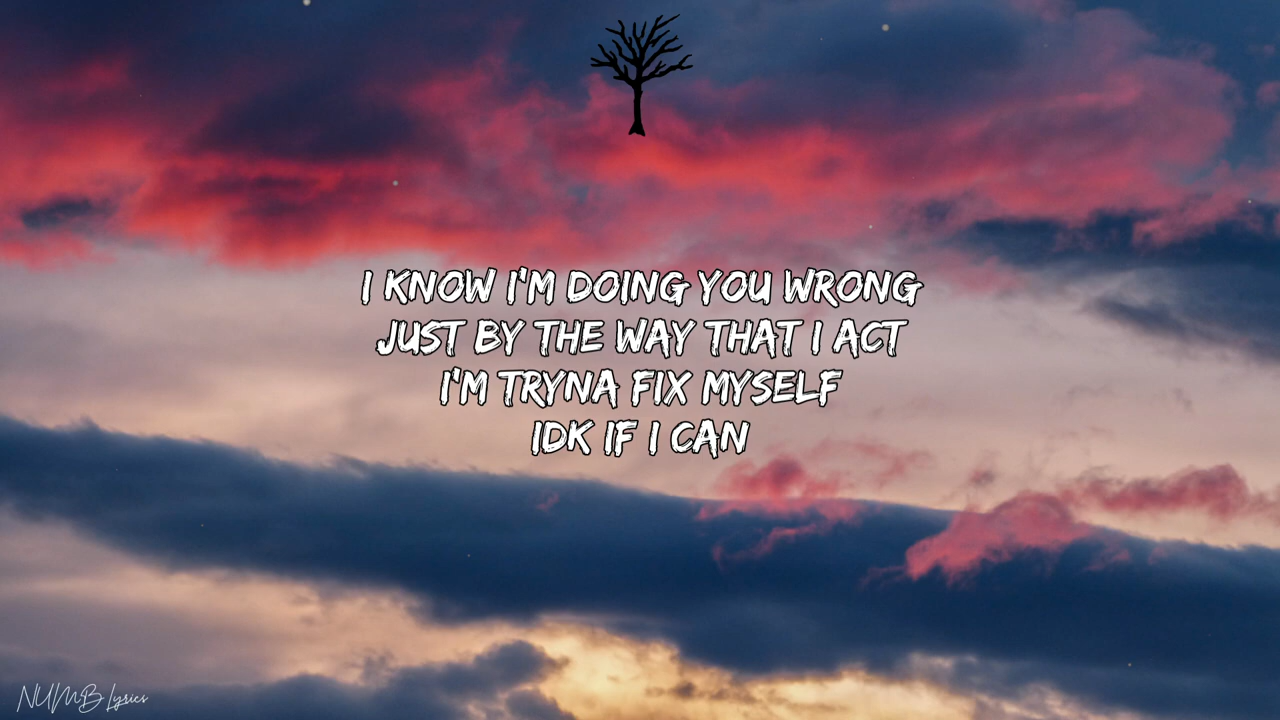 I KNOW I'M DOING YOU WRONG
JUST BY THE WAY THAT I ACT
I'M TRYNA FIX MYSELF
IDK IF I CAN
NUMB Lyrics